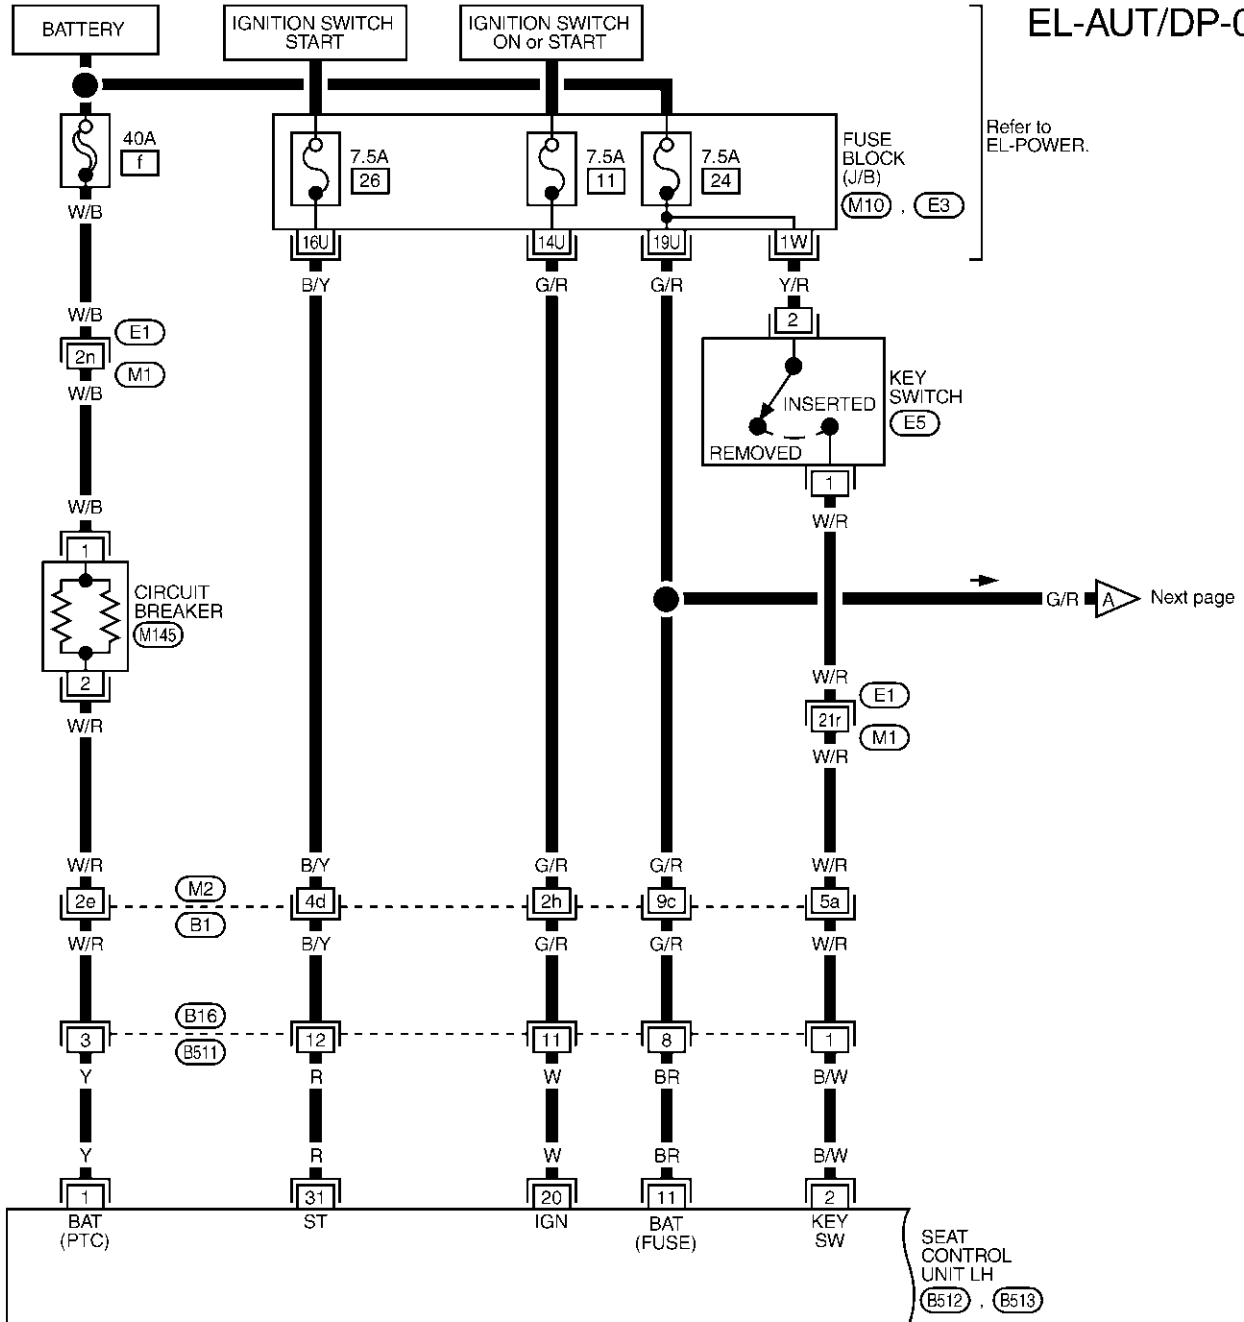 EL-AUT/DP-0
BATTERY
IGNITION SWITCH
START
IGNITION SWITCH
ON or START
Refer to
EL-POWER.
40A
f
7.5A
26
7.5A
11
7.5A
24
FUSE
BLOCK
(J/B)
M10 , E3
W/B
16U
14U
19U
1W
B/Y
G/R
G/R
Y/R
W/B
E1
2n
M1
W/B
2
KEY
SWITCH
E5
INSERTED
REMOVED
1
W/R
W/B
1
CIRCUIT
BREAKER
M145
2
W/R
G/R
A
Next page
W/R
E1
21r
M1
W/R
W/R
B/Y
G/R
G/R
W/R
2e
M2
B1
4d
2h
9c
5a
W/R
B/Y
G/R
G/R
W/R
3
B16
B511
12
11
8
1
Y
R
W
BR
B/W
Y
R
W
BR
B/W
1
31
20
11
2
BAT
(PTC)
ST
IGN
BAT
(FUSE)
KEY
SW
SEAT
CONTROL
UNIT LH
B512 , B513